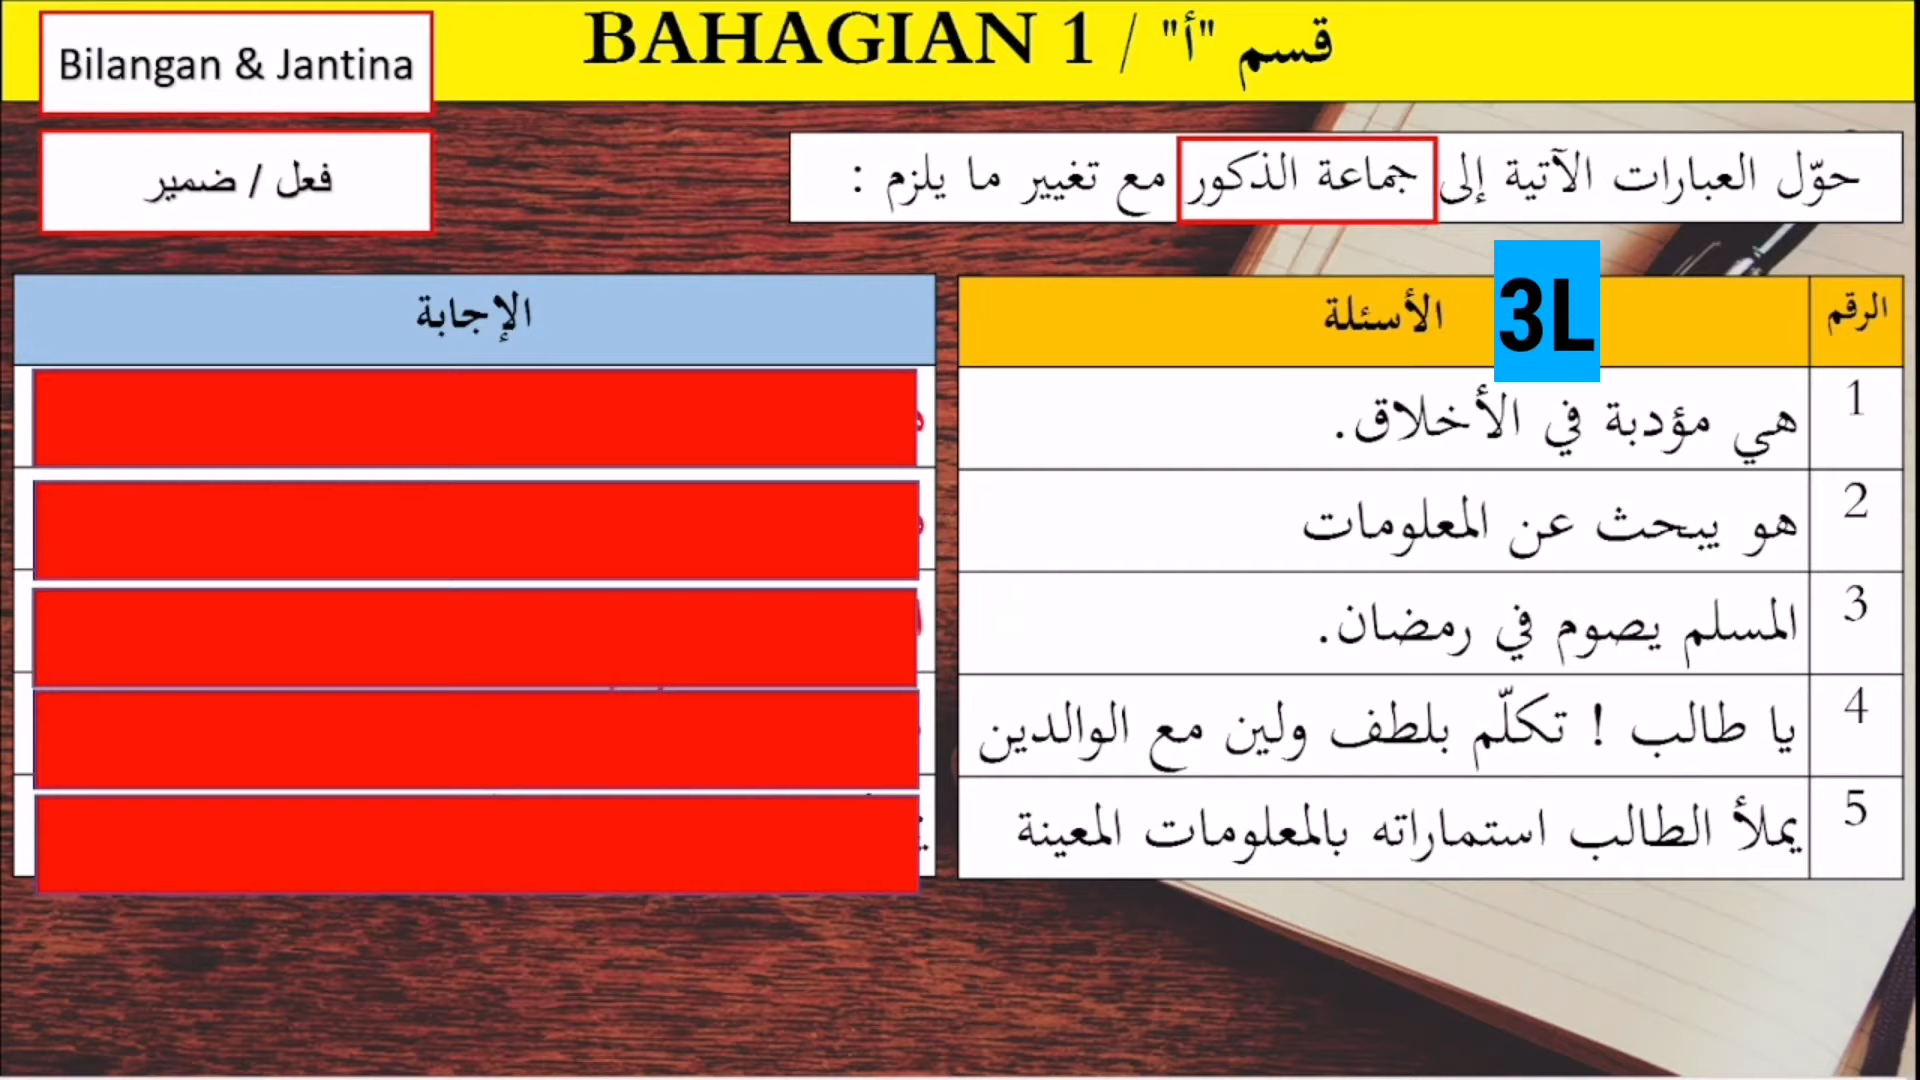 BAHAGIAN 1 / قسم "أ"
Bilangan & Jantina
فعل / ضمير
حوّل العبارات الآتية إلى جماعة الذكور مع تغيير ما يلزم :
3L
الرقم الأسئلة الإجابة
1 هي مؤدبة في الأخلاق.
2 هو يبحث عن المعلومات
3 المسلم يصوم في رمضان.
4 يا طالب ! تكلّم بلطف ولين مع الوالدين
5 يملأ الطالب استماراته بالمعلومات المعينة